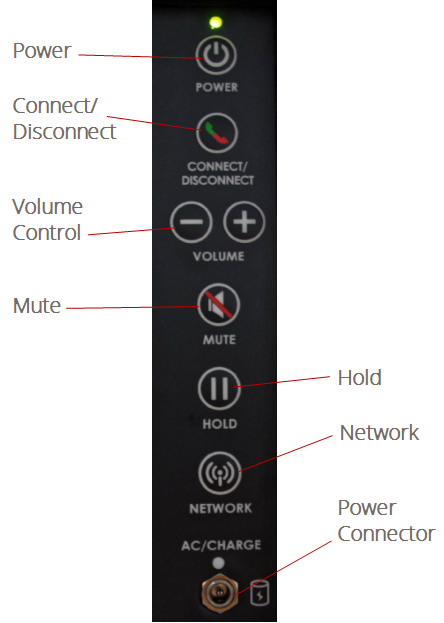 Power
POWER
Connect/
Disconnect
CONNECT/
DISCONNECT
Volume
Control
VOLUME
Mute
MUTE
Hold
HOLD
Network
NETWORK
Power
Connector
AC/CHARGE